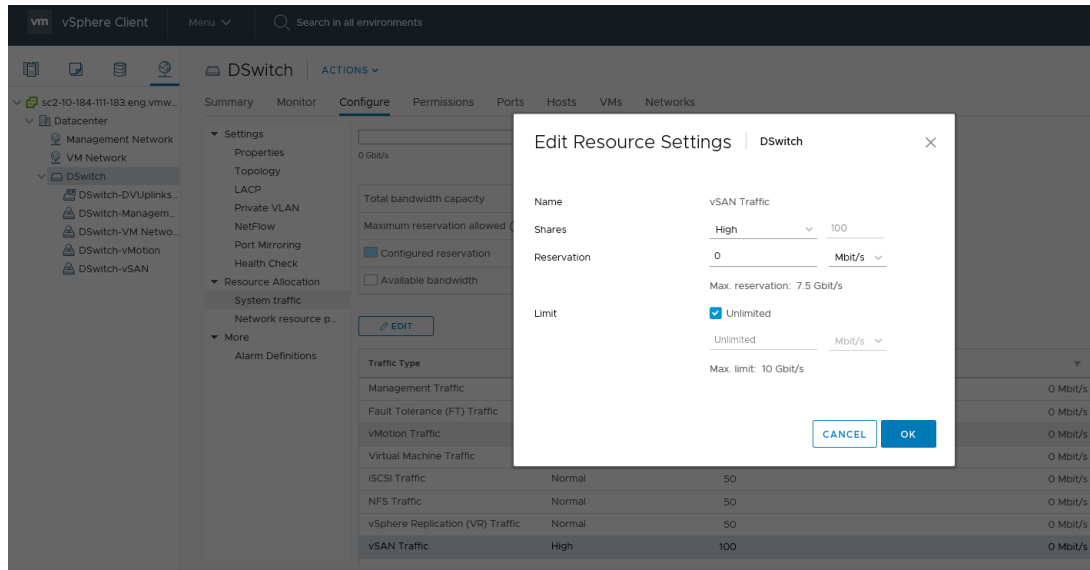 vm vSphere Client Menu Search in all environments
DSwitch ACTIONS
sc2-10-184-111-183.eng.vmw...
Datacenter
Management Network
VM Network
DSwitch
DSwitch-DVUplinks...
DSwitch-Managem...
DSwitch-VM Netwo...
DSwitch-vMotion
DSwitch-vSAN
Summary Monitor Configure Permissions Ports Hosts VMs Networks
Settings
Properties
Topology
LACP
Private VLAN
NetFlow
Port Mirroring
Health Check
Resource Allocation
System traffic
Network resource p...
More
Alarm Definitions
0 Gbit/s
Total bandwidth capacity
Maximum reservation allowed (
Configured reservation
Available bandwidth
EDIT
Traffic Type
Management Traffic 0 Mbit/s
Fault Tolerance (FT) Traffic 0 Mbit/s
vMotion Traffic 0 Mbit/s
Virtual Machine Traffic 0 Mbit/s
iSCSI Traffic Normal 50 0 Mbit/s
NFS Traffic Normal 50 0 Mbit/s
vSphere Replication (VR) Traffic Normal 50 0 Mbit/s
vSAN Traffic High 100 0 Mbit/s
Edit Resource Settings DSwitch
Name vSAN Traffic
Shares High 100
Reservation 0 Mbit/s
Max. reservation: 7.5 Gbit/s
Limit Unlimited
Unlimited Mbit/s
Max. limit: 10 Gbit/s
CANCEL OK